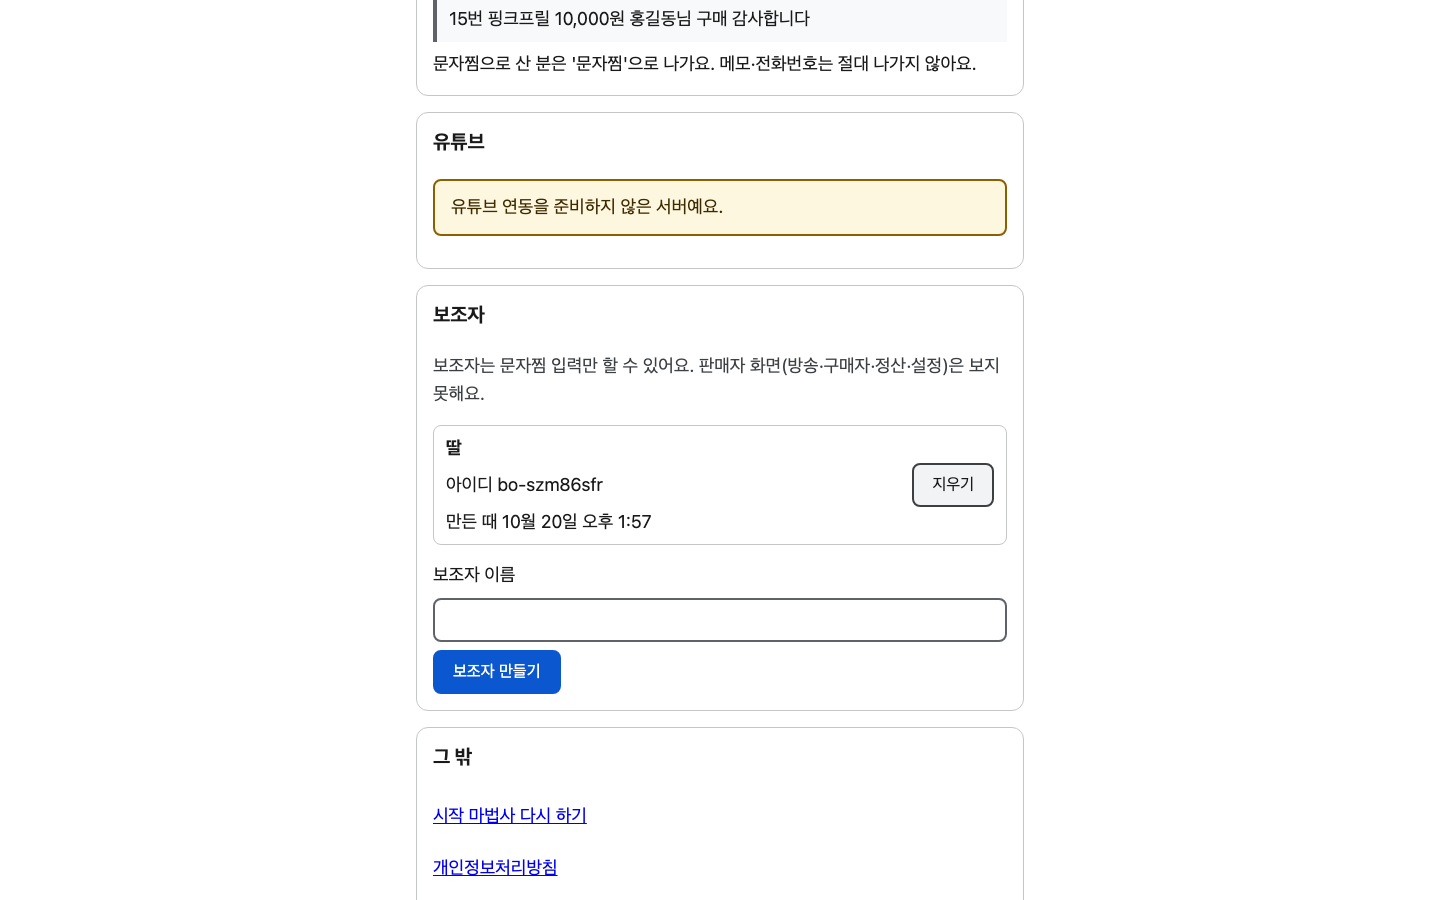 15번 핑크프릴 10,000원 홍길동님 구매 감사합니다
문자찜으로 산 분은 '문자찜'으로 나가요. 메모·전화번호는 절대 나가지 않아요.
유튜브
유튜브 연동을 준비하지 않은 서버예요.
보조자
보조자는 문자찜 입력만 할 수 있어요. 판매자 화면(방송·구매자·정산·설정)은 보지
못해요.
딸
아이디 bo-szm86sfr
지우기
만든 때 10월 20일 오후 1:57
보조자 이름
보조자 만들기
그 밖
시작 마법사 다시 하기
개인정보처리방침